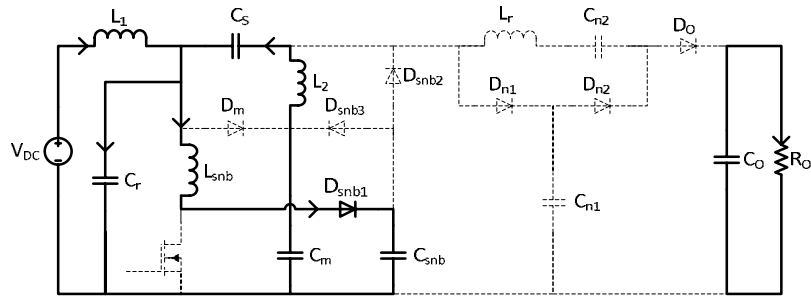 L1
CS
Lr
Cn2
DO
L2
Dsnb2
Dm
Dsnb3
Dn1
Dn2
VDC
Cr
Lsnb
Dsnb1
CO
RO
Cn1
Cm
Csnb